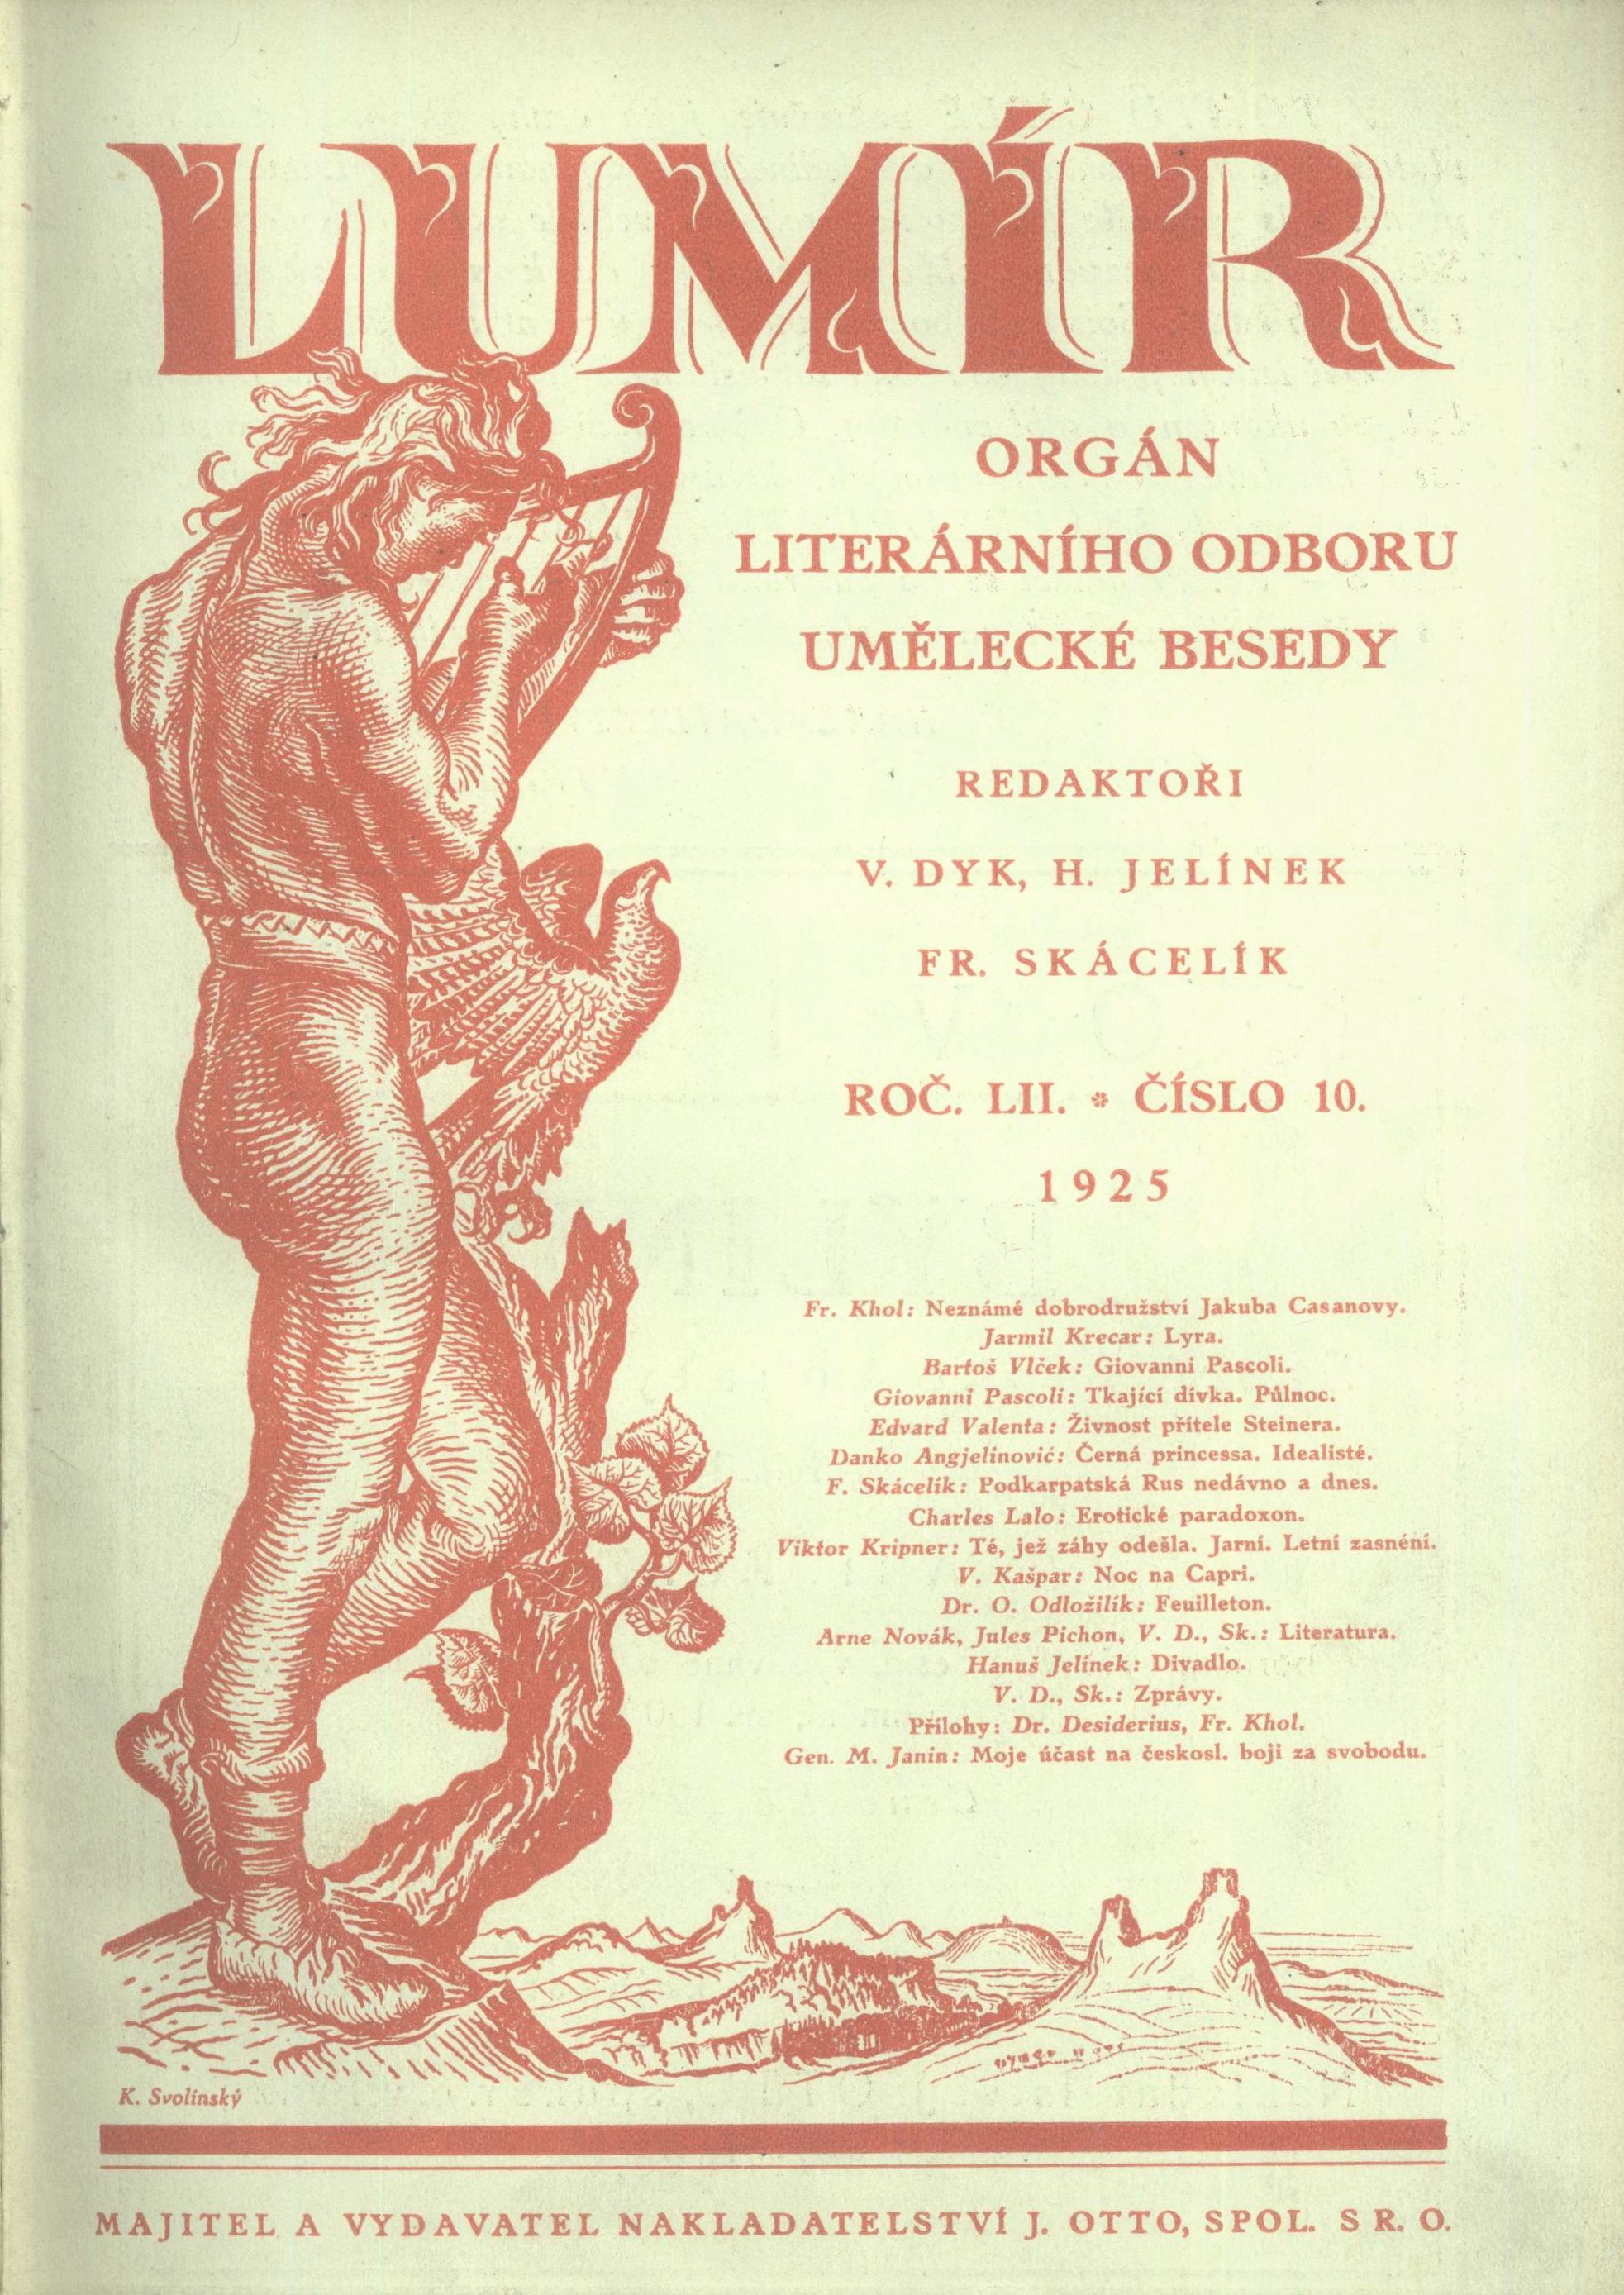 LUMÍR
ORGÁN
LITERÁRNÍHO ODBORU
UMĚLECKÉ BESEDY
REDAKTOŘI
V. DYK, H. JELÍNEK
FR. SKÁCELÍK
ROČ. LII. * ČÍSLO 10.
1925
Fr. Khol: Neznámé dobrodružství Jakuba Casanovy.
Jarmil Krecar: Lyra.
Bartoš Vlček: Giovanni Pascoli.
Giovanni Pascoli: Tkající dívka. Půlnoc.
Edvard Valenta: Živnost přítele Steinera.
Danko Angjelinović: Černá princessa. Idealisté.
F. Skácelík: Podkarpatská Rus nedávno a dnes.
Charles Lalo: Erotické paradoxon.
Viktor Kripner: Té, jež záhy odešla. Jarní. Letní zasnění.
V. Kašpar: Noc na Capri.
Dr. O. Odložilík: Feuilleton.
Arne Novák, Jules Pichon, V. D., Sk.: Literatura.
Hanuš Jelínek: Divadlo.
V. D., Sk.: Zprávy.
Přílohy: Dr. Desiderius, Fr. Khol.
Gen. M. Janin: Moje účast na českosl. boji za svobodu.
K. Svolinský
MAJITEL A VYDAVATEL NAKLADATELSTVÍ J. OTTO, SPOL. S R. O.